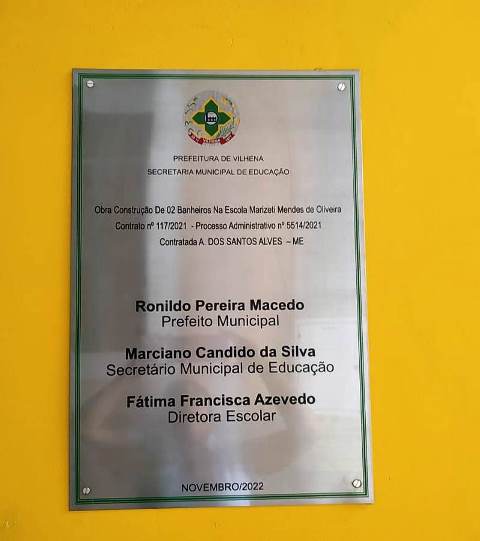 PREFEITURA DE VILHENA
SECRETARIA MUNICIPAL DE EDUCAÇÃO
Obra Construção De 02 Banheiros Na Escola Marizeti Mendes de Oliveira
Contrato nº 117/2021 - Processo Administrativo nº 5514/2021
Contratada A. DOS SANTOS ALVES – ME
Ronildo Pereira Macedo
Prefeito Municipal
Marciano Candido da Silva
Secretário Municipal de Educação
Fátima Francisca Azevedo
Diretora Escolar
NOVEMBRO/2022